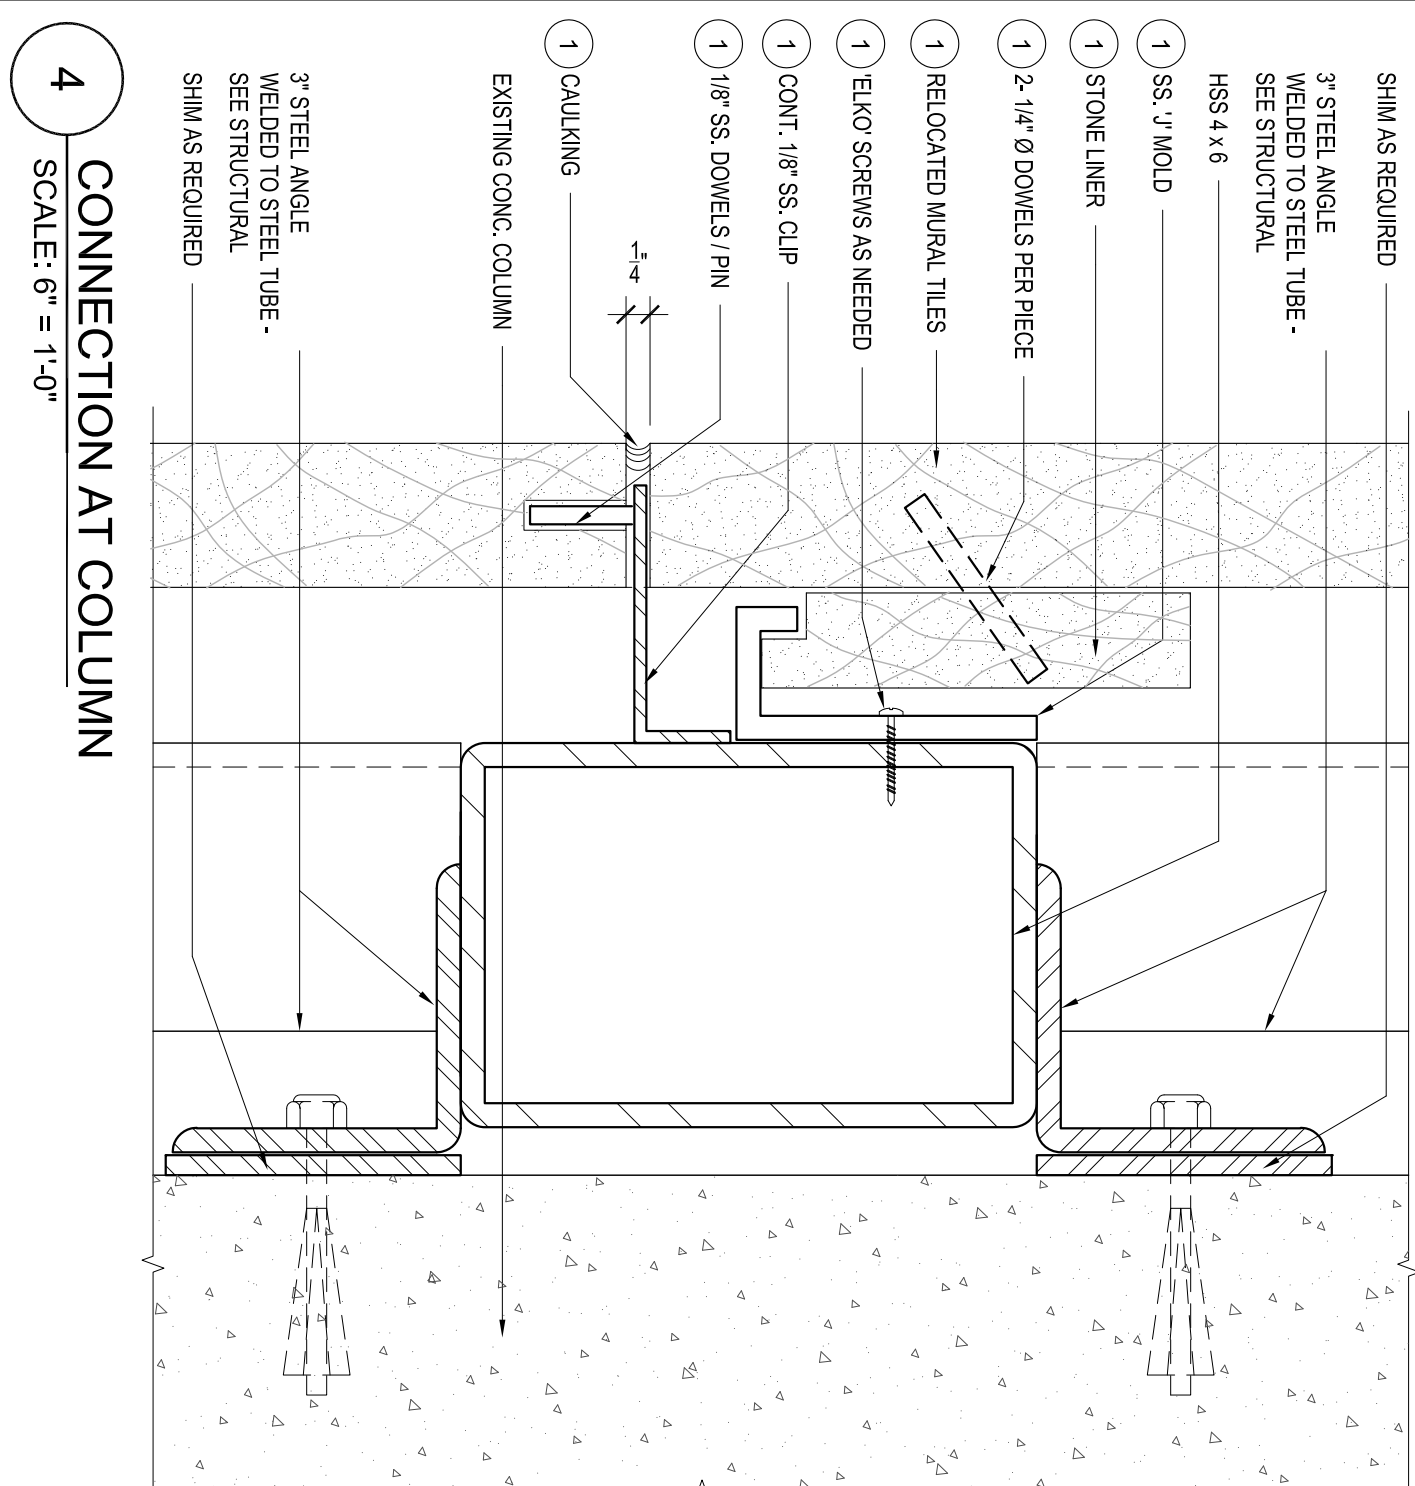 SHIM AS REQUIRED
3" STEEL ANGLE
WELDED TO STEEL TUBE -
SEE STRUCTURAL
HSS 4 x 6
1 SS. 'J' MOLD
1 STONE LINER
1 2- 1/4" Ø DOWELS PER PIECE
1 RELOCATED MURAL TILES
1 'ELKO' SCREWS AS NEEDED
1 CONT. 1/8" SS. CLIP
1 1/8" SS. DOWELS / PIN
1/4"
1 CAULKING
EXISTING CONC. COLUMN
3" STEEL ANGLE
WELDED TO STEEL TUBE -
SEE STRUCTURAL
SHIM AS REQUIRED
4 CONNECTION AT COLUMN
SCALE: 6" = 1'-0"